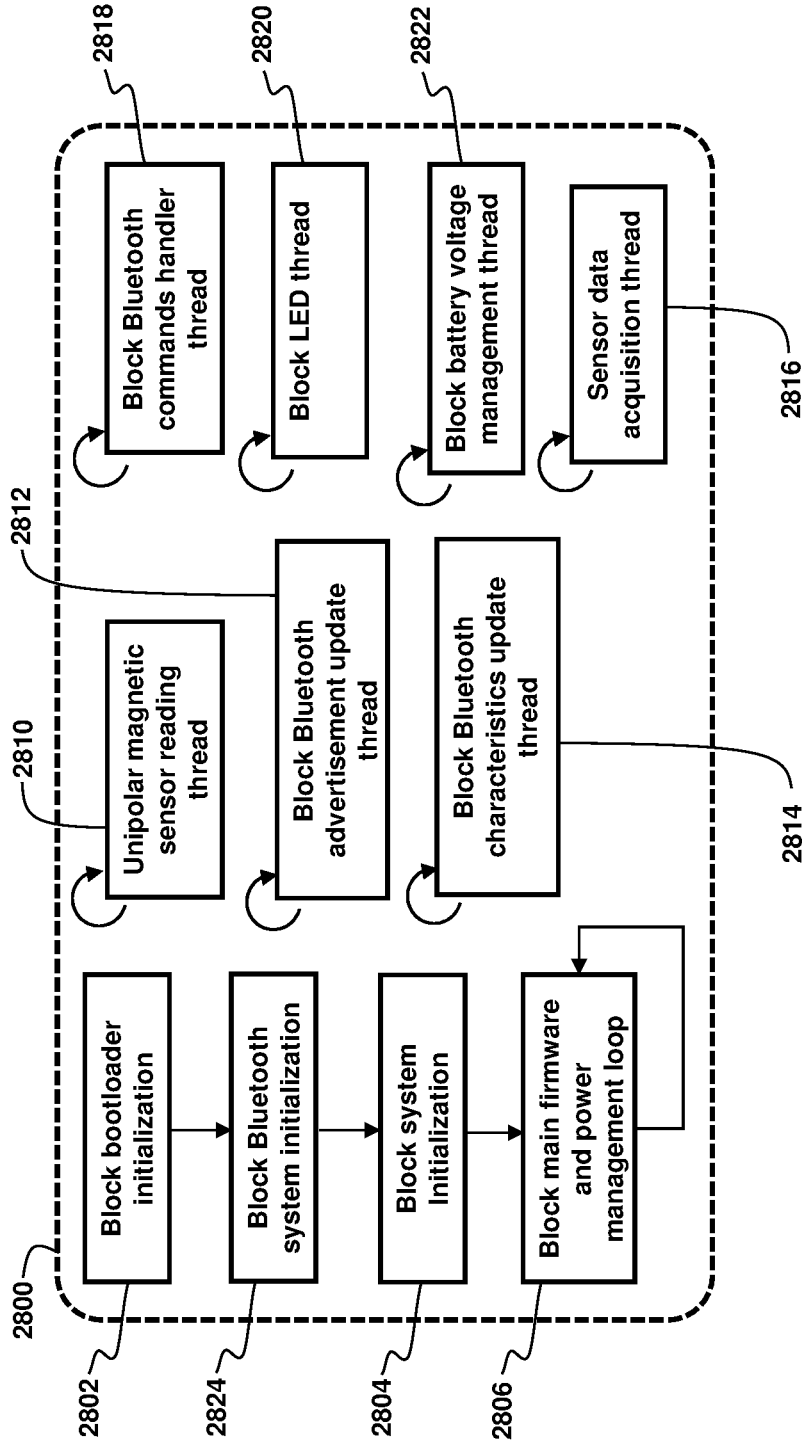 2800
2802
Block bootloader
initialization
2824
Block Bluetooth
system initialization
2804
Block system
Initialization
2806
Block main firmware
and power
management loop
2810
Unipolar magnetic
sensor reading
thread
2812
Block Bluetooth
advertisement update
thread
Block Bluetooth
characteristics update
thread
2814
Block Bluetooth
commands handler
thread
2818
Block LED thread
2820
Block battery voltage
management thread
2822
Sensor data
acquisition thread
2816